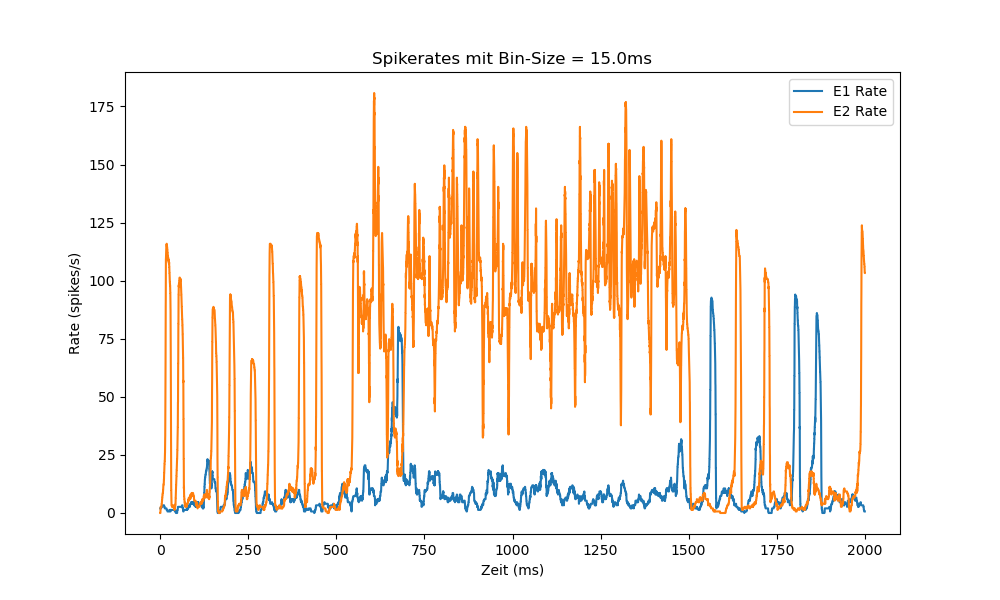 Spikerates mit Bin-Size = 15.0ms
E1 Rate
E2 Rate
Rate (spikes/s)
175
150
125
100
75
50
25
0
0 250 500 750 1000 1250 1500 1750 2000
Zeit (ms)